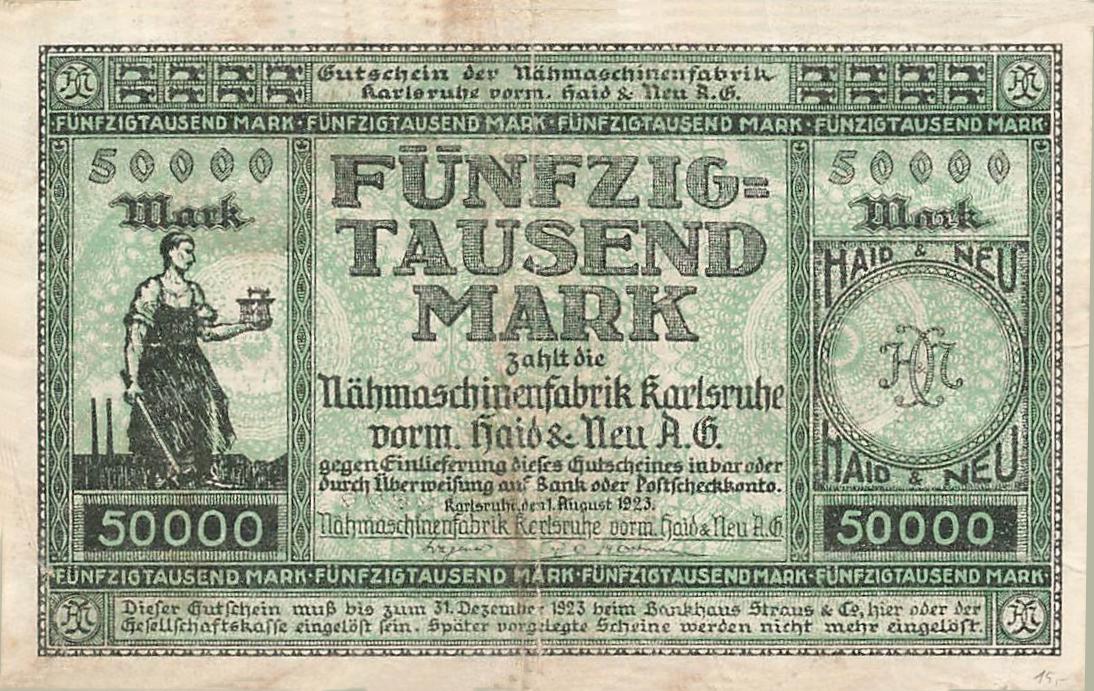 Gutschein der Nähmaschinenfabrik
Karlsruhe vorm. Haid & Neu A.G.
FÜNFZIGTAUSEND MARK·FÜNFZIGTAUSEND MARK·FÜNFZIGTAUSEND MARK·FÜNZIGTAUSEND MARK
50000
Mark
50000
FÜNFZIG=
TAUSEND
MARK
zahlt die
Nähmaschinenfabrik Karlsruhe
vorm. Haid & Neu A.G.
gegen Einlieferung dieses Gutscheines in bar oder
durch Überweisung auf Bank oder Postscheckkonto.
Karlsruhe, den 1. August 1923.
Nähmaschinenfabrik Karlsruhe vorm. Haid & Neu A.G.
50000
Mark
HAID & NEU
H&N
HAID & NEU
50000
FÜNFZIGTAUSEND MARK·FÜNFZIGTAUSEND MARK·FÜNFZIGTAUSEND MARK·FÜNFZIGTAUSEND MARK
Dieser Gutschein muß bis zum 31. Dezember 1923 beim Bankhaus Straus & Co, hier oder der
Gesellschaftskasse eingelöst sein. Später vorgelegte Scheine werden nicht mehr eingelöst.
15,-